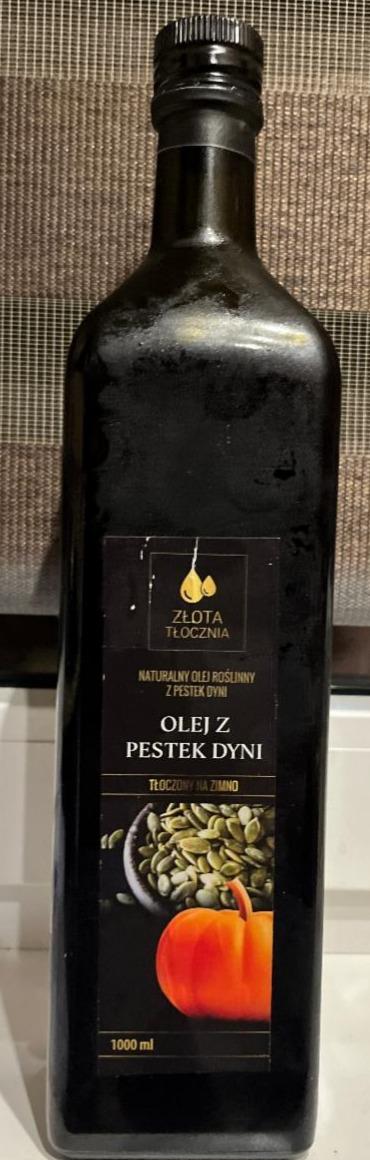 ZŁOTA
TŁOCZNIA
NATURALNY OLEJ ROŚLINNY
Z PESTEK DYNI
OLEJ Z
PESTEK DYNI
TŁOCZONY NA ZIMNO
1000 ml